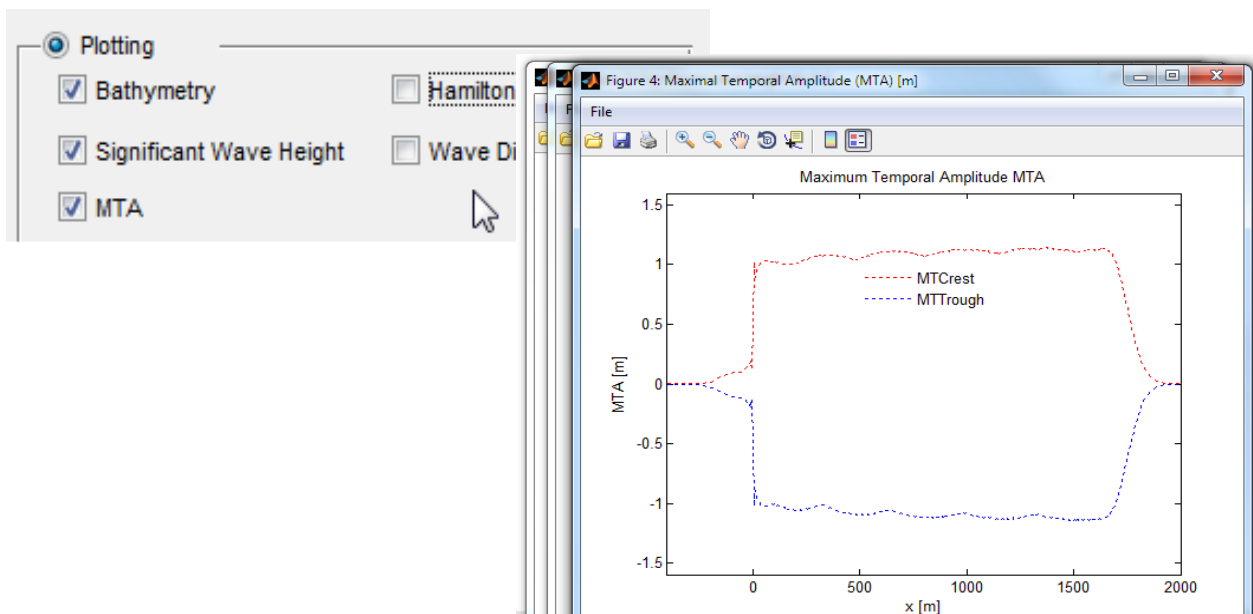 Plotting
Bathymetry
Hamilton
Significant Wave Height
Wave Di
MTA
Figure 4: Maximal Temporal Amplitude (MTA) [m]
File
Maximum Temporal Amplitude MTA
1.5
1
0.5
0
-0.5
-1
-1.5
MTA [m]
MTCrest
MTTrough
0
500
1000
1500
2000
x [m]